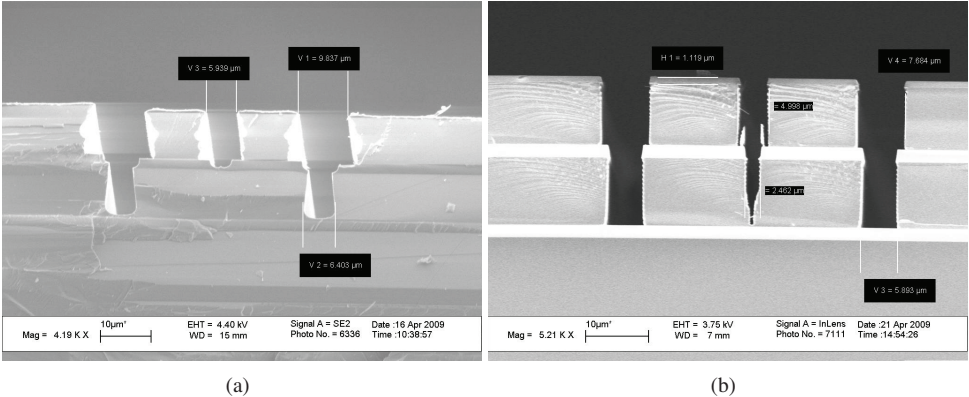 V 3 = 5.939 µm
V 1 = 9.837 µm
V 2 = 6.403 µm
10µm*
Mag = 4.19 K X
EHT = 4.40 kV
WD = 15 mm
Signal A = SE2
Photo No. = 6336
Date :16 Apr 2009
Time :10:38:57
(a)
H 1 = 1.119 µm
V 4 = 7.684 µm
= 4.998 µm
= 2.462 µm
V 3 = 5.893 µm
10µm*
Mag = 5.21 K X
EHT = 3.75 kV
WD = 7 mm
Signal A = InLens
Photo No. = 7111
Date :21 Apr 2009
Time :14:54:26
(b)